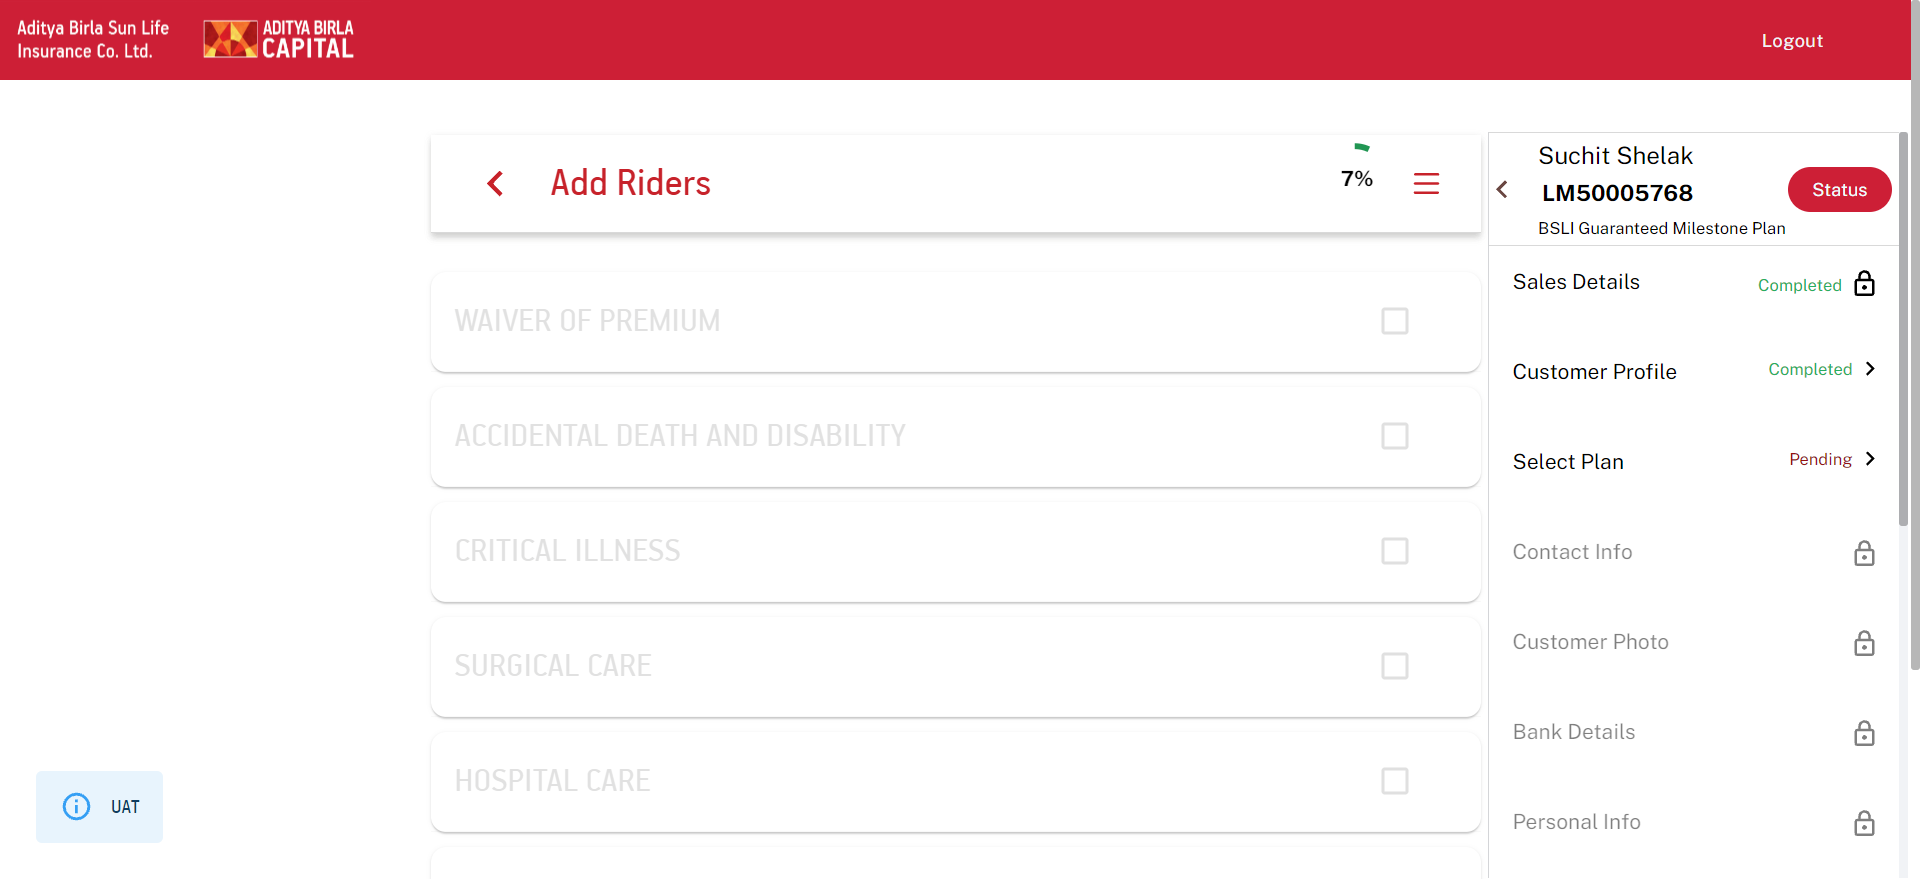 Aditya Birla Sun Life
Insurance Co. Ltd.
ADITYA BIRLA
CAPITAL
Logout
Add Riders
7%
WAIVER OF PREMIUM
ACCIDENTAL DEATH AND DISABILITY
CRITICAL ILLNESS
SURGICAL CARE
HOSPITAL CARE
UAT
Suchit Shelak
LM50005768
BSLI Guaranteed Milestone Plan
Status
Sales Details Completed
Customer Profile Completed
Select Plan Pending
Contact Info
Customer Photo
Bank Details
Personal Info